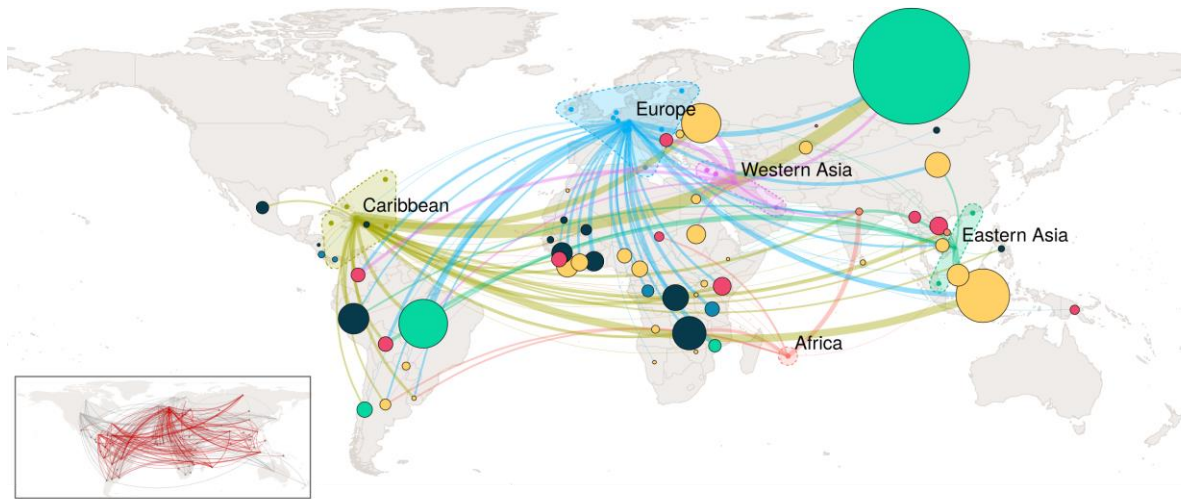 Europe
Western Asia
Caribbean
Eastern Asia
Africa